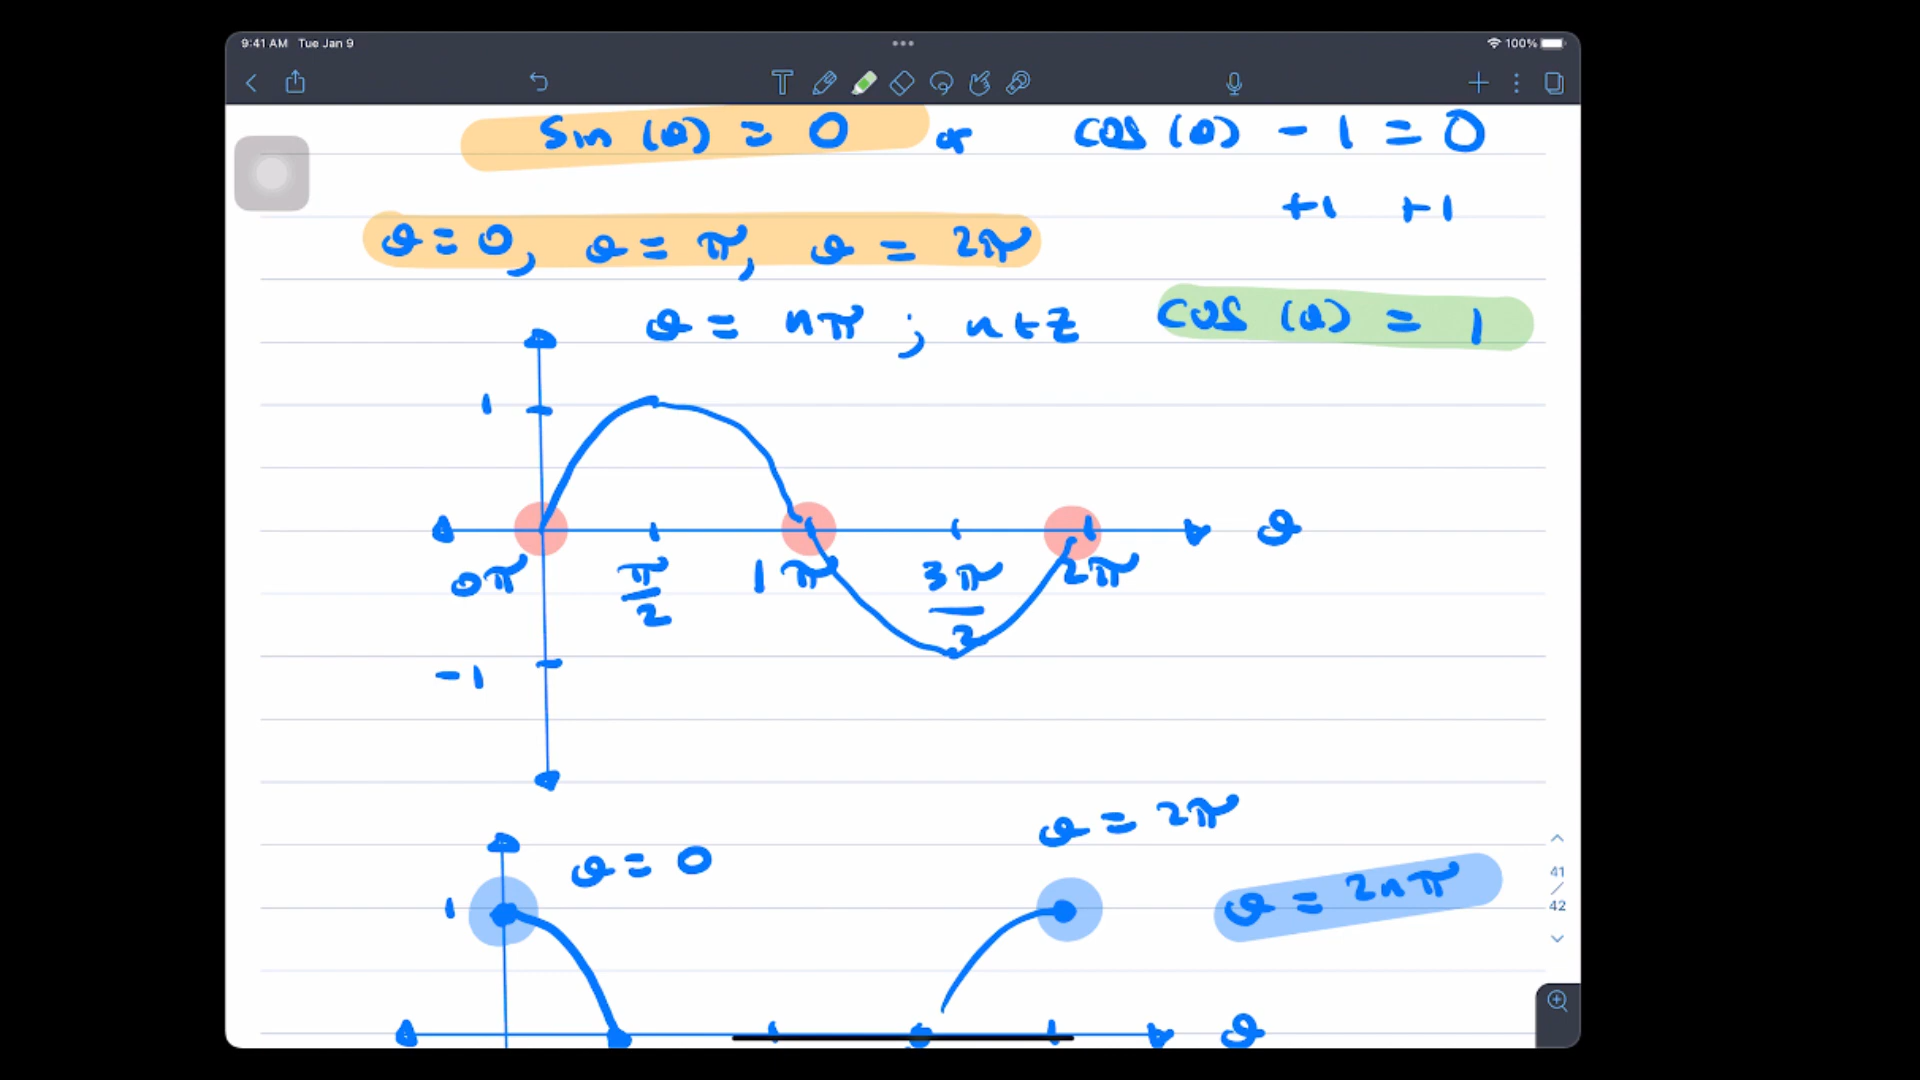 9:41 AM Tue Jan 9
100%
T
sin (θ) = 0 or cos (θ) - 1 = 0
+1 +1
θ = 0, θ = π, θ = 2π
θ = nπ ; n ∈ Z
cos (θ) = 1
1
θ
0π π/2 1π 3π/2 2π
-1
θ = 2π
θ = 0
θ = 2nπ
1
41
/
42
θ